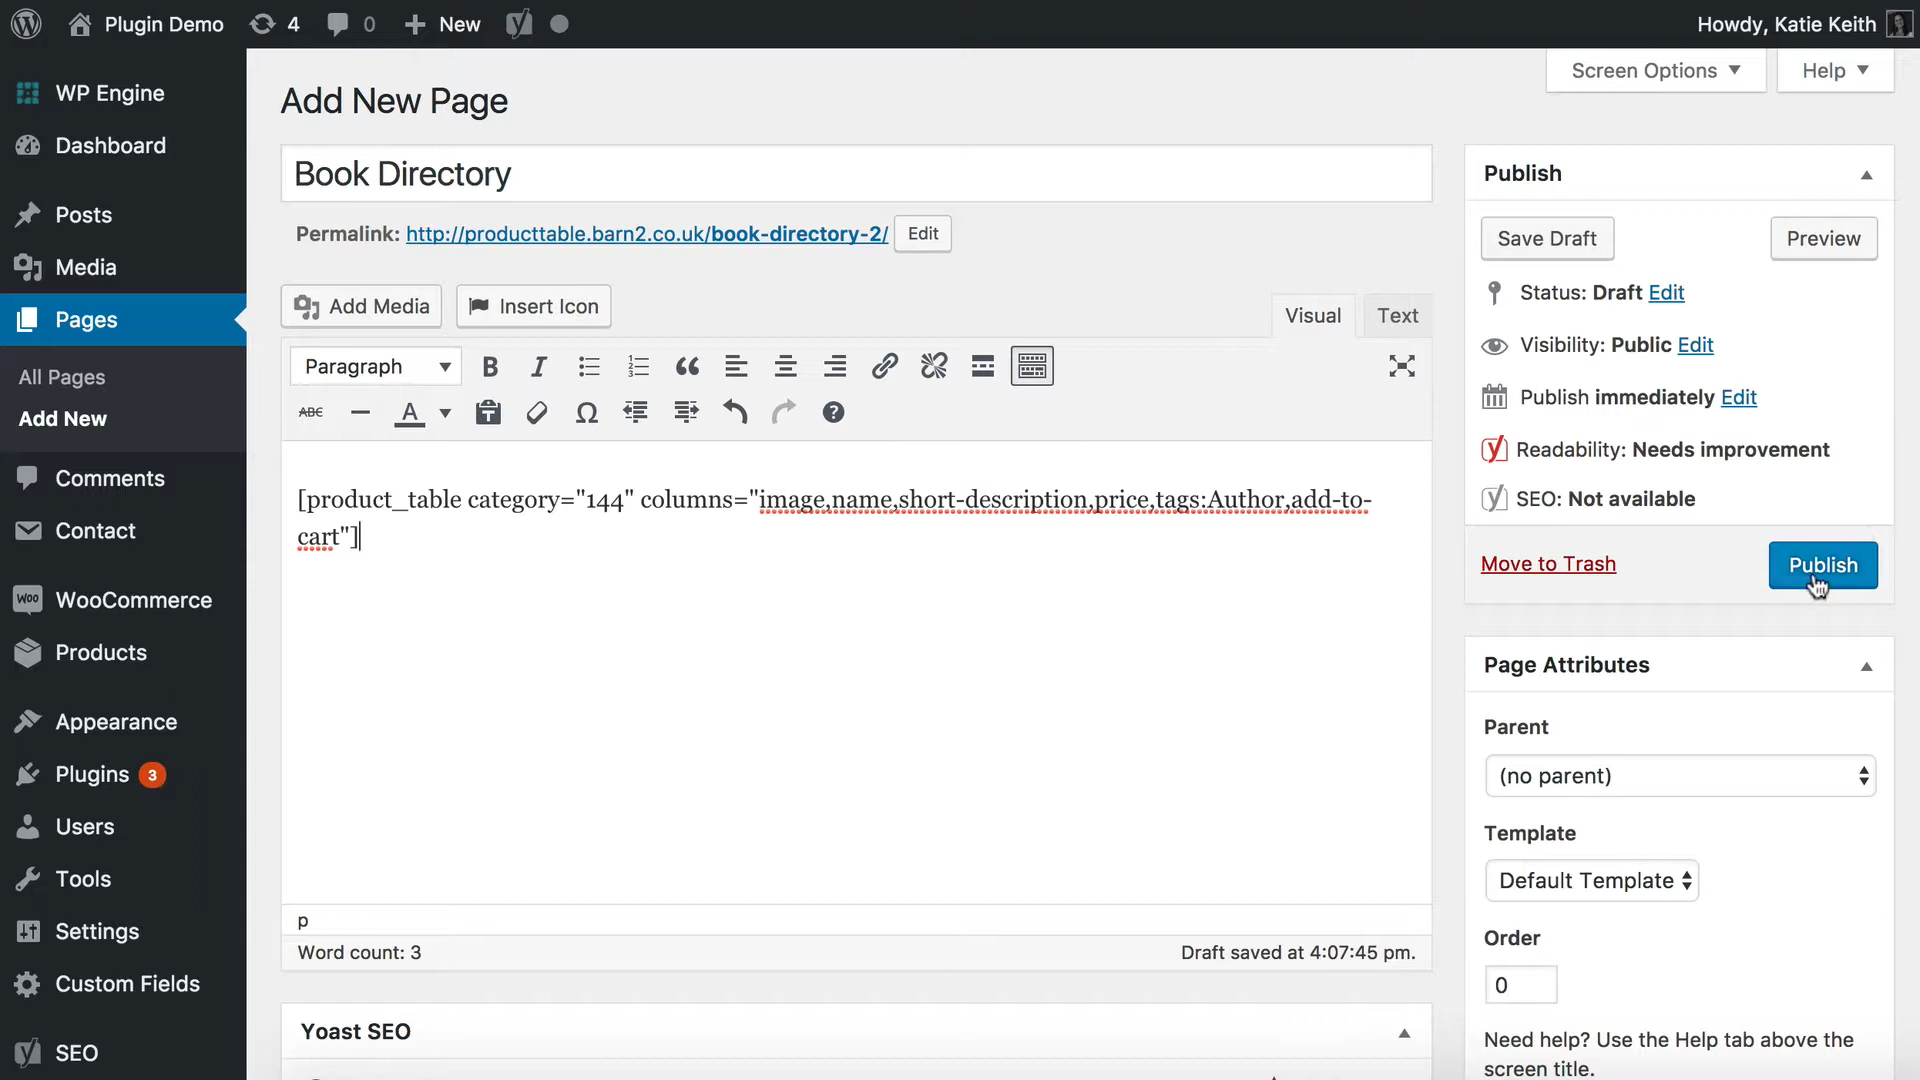 Plugin Demo 4 0 New Howdy, Katie Keith
WP Engine
Dashboard
Posts
Media
Pages
All Pages
Add New
Comments
Contact
WOO WooCommerce
Products
Appearance
Plugins 3
Users
Tools
Settings
Custom Fields
SEO
Screen Options Help
Add New Page
Book Directory
Permalink: http://producttable.barn2.co.uk/book-directory-2/ Edit
Add Media Insert Icon Visual Text
Paragraph B I
ABC A Ω
[product_table category="144" columns="image,name,short-description,price,tags:Author,add-to-
cart"]
p
Word count: 3 Draft saved at 4:07:45 pm.
Yoast SEO
Publish
Save Draft Preview
Status: Draft Edit
Visibility: Public Edit
Publish immediately Edit
Readability: Needs improvement
SEO: Not available
Move to Trash Publish
Page Attributes
Parent
(no parent)
Template
Default Template
Order
0
Need help? Use the Help tab above the
screen title.